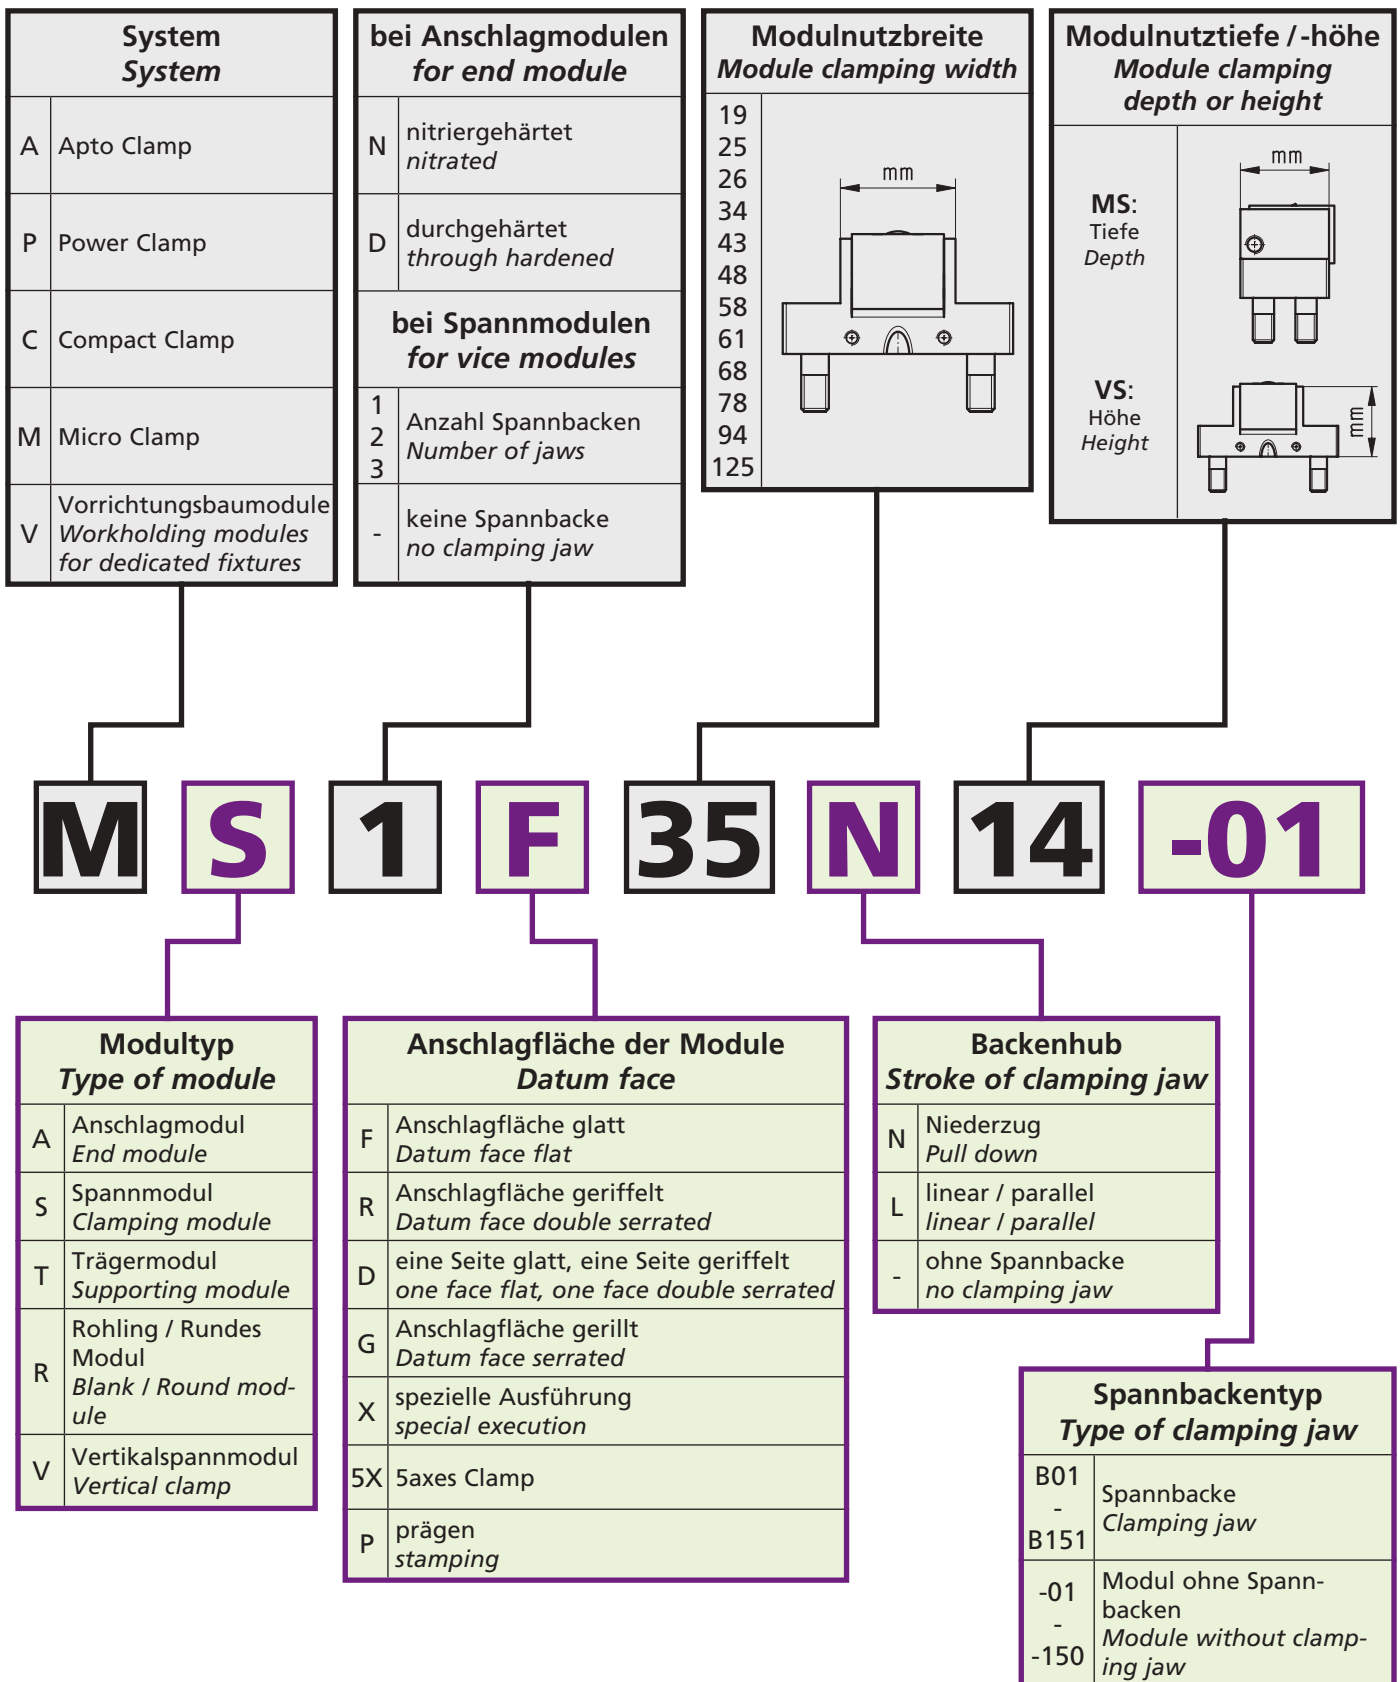 System
System
A Apto Clamp
P Power Clamp
C Compact Clamp
M Micro Clamp
Vorrichtungsbaumodule
V Workholding modules
for dedicated fixtures
bei Anschlagmodulen
for end module
N nitriergehärtet
nitrated
D durchgehärtet
through hardened
bei Spannmodulen
for vice modules
1
2
3
Anzahl Spannbacken
Number of jaws
- keine Spannbacke
no clamping jaw
Modulnutzbreite
Module clamping width
19
25
26
34
43
48
58
61
68
78
94
125
mm
Modulnutztiefe / -höhe
Module clamping
depth or height
MS:
Tiefe
Depth
mm
VS:
Höhe
Height
mm
M S 1 F 35 N 14 -01
Modultyp
Type of module
A Anschlagmodul
End module
S Spannmodul
Clamping module
T Trägermodul
Supporting module
R Rohling / Rundes
Modul
Blank / Round mod-
ule
V Vertikalspannmodul
Vertical clamp
Anschlagfläche der Module
Datum face
F Anschlagfläche glatt
Datum face flat
R Anschlagfläche geriffelt
Datum face double serrated
D eine Seite glatt, eine Seite geriffelt
one face flat, one face double serrated
G Anschlagfläche gerillt
Datum face serrated
X spezielle Ausführung
special execution
5X 5axes Clamp
P prägen
stamping
Backenhub
Stroke of clamping jaw
N Niederzug
Pull down
L linear / parallel
linear / parallel
- ohne Spannbacke
no clamping jaw
Spannbackentyp
Type of clamping jaw
B01
-
B151
Spannbacke
Clamping jaw
-01
-
-150
Modul ohne Spann-
backen
Module without clamp-
ing jaw